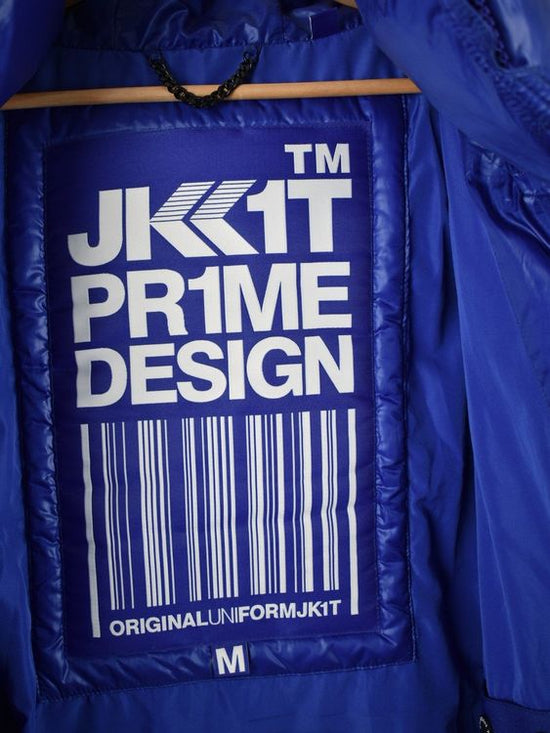 TM
JK1T
PR1ME
DESIGN
ORIGINALUNIFORMJK1T
M